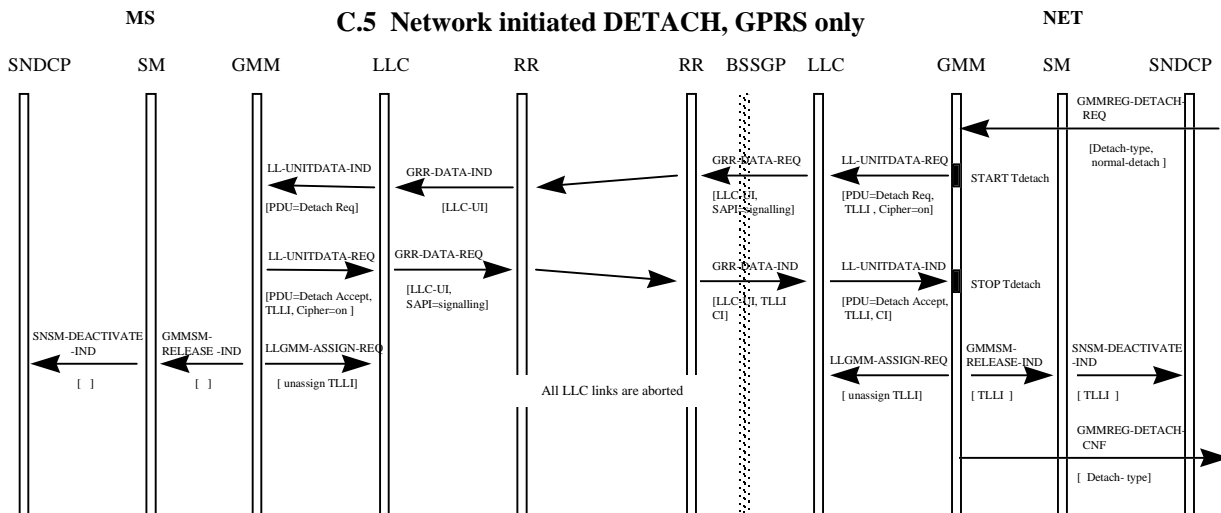 MS
C.5 Network initiated DETACH, GPRS only
NET
SNDCP SM GMM LLC RR RR BSSGP LLC GMM SM SNDCP
GMMREG-DETACH-
REQ
[Detach-type,
normal-detach ]
LL-UNITDATA-IND
[PDU=Detach Req]
GRR-DATA-IND
[LLC-UI]
GRR-DATA-REQ
[LLC-UI,
SAPI=signalling]
LL-UNITDATA-REQ
[PDU=Detach Req,
TLLI , Cipher=on]
START Tdetach
LL-UNITDATA-REQ
[PDU=Detach Accept,
TLLI, Cipher=on ]
GRR-DATA-REQ
[LLC-UI,
SAPI=signalling]
GRR-DATA-IND
[LLC-UI, TLLI
CI]
LL-UNITDATA-IND
[PDU=Detach Accept,
TLLI, CI]
STOP Tdetach
SNSM-DEACTIVATE
-IND
[ ]
GMMSM-
RELEASE -IND
[ ]
LLGMM-ASSIGN-REQ
[ unassign TLLI]
All LLC links are aborted
LLGMM-ASSIGN-REQ
[ unassign TLLI]
GMMSM-
RELEASE-IND
[ TLLI ]
SNSM-DEACTIVATE
-IND
[ TLLI ]
GMMREG-DETACH-
CNF
[ Detach- type]